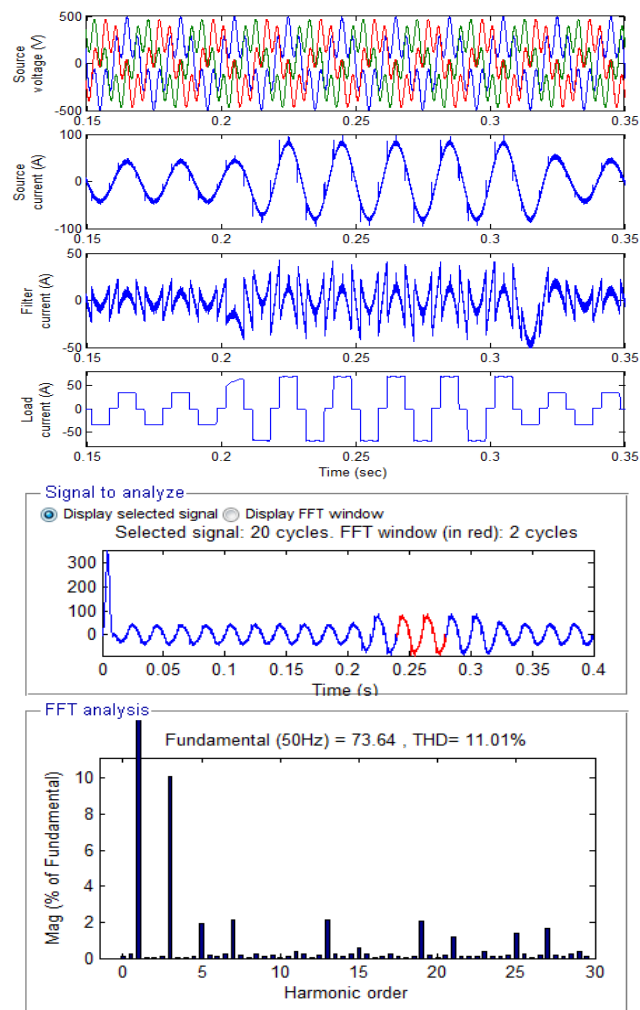 500
0
-500
Source
voltage (V)
0.15
0.2
0.25
0.3
0.35
100
0
-100
Source
current (A)
0.15
0.2
0.25
0.3
0.35
50
0
-50
Filter
current (A)
0.15
0.2
0.25
0.3
0.35
50
0
-50
Load
current (A)
0.15
0.2
0.25
0.3
0.35
Time (sec)
Signal to analyze
Display selected signal Display FFT window
Selected signal: 20 cycles. FFT window (in red): 2 cycles
300
200
100
0
0 0.05 0.1 0.15 0.2 0.25 0.3 0.35 0.4
Time (s)
FFT analysis
Fundamental (50Hz) = 73.64 , THD= 11.01%
10
8
6
4
2
0
Mag (% of Fundamental)
0 5 10 15 20 25 30
Harmonic order